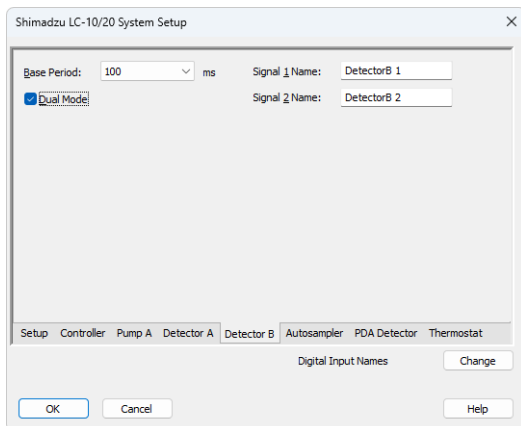 Shimadzu LC-10/20 System Setup
Base Period: 100 ms Signal 1 Name: DetectorB 1
Dual Mode Signal 2 Name: DetectorB 2
Setup Controller Pump A Detector A Detector B Autosampler PDA Detector Thermostat
Digital Input Names Change
OK Cancel Help